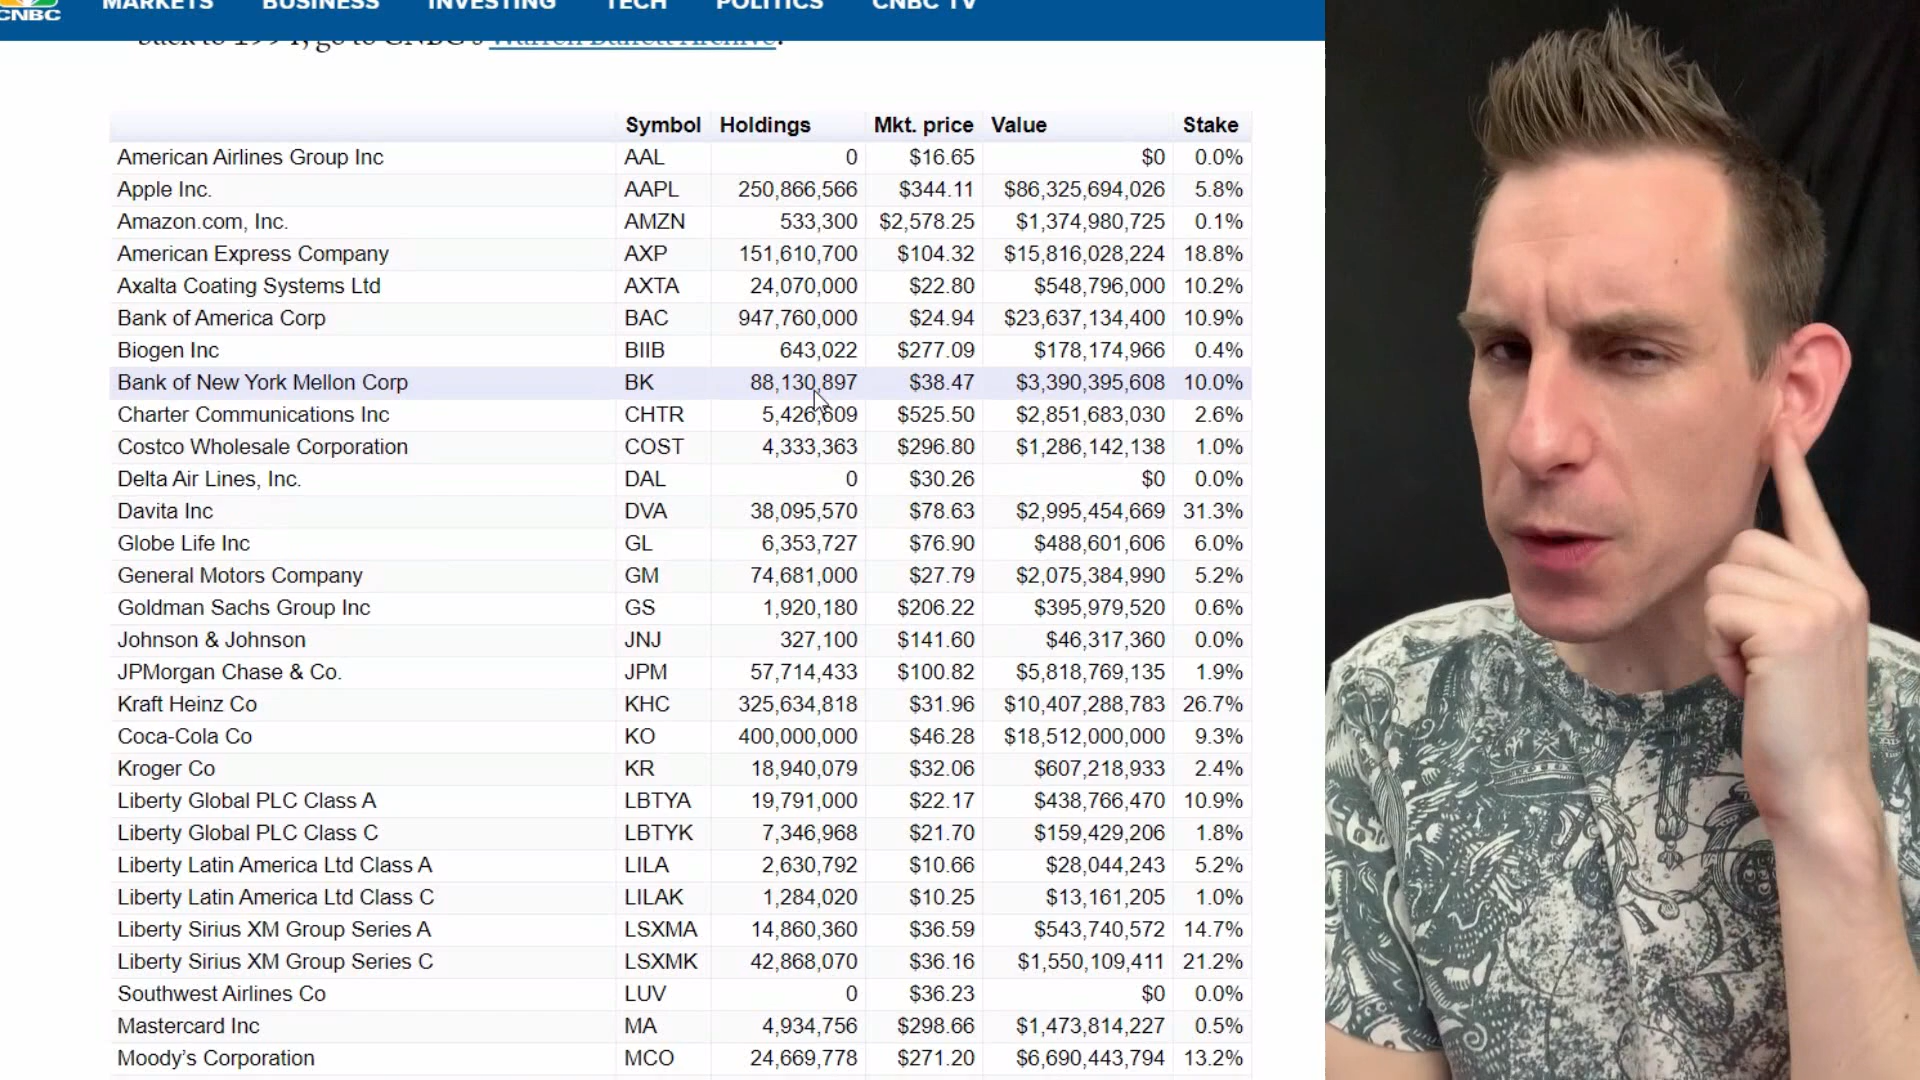 CNBC MARKETS BUSINESS INVESTING TECH POLITICS CNBC TV
back to 1994, go to CNBC's Warren Buffett Archive.
Symbol Holdings Mkt. price Value Stake
American Airlines Group Inc AAL 0 $16.65 $0 0.0%
Apple Inc. AAPL 250,866,566 $344.11 $86,325,694,026 5.8%
Amazon.com, Inc. AMZN 533,300 $2,578.25 $1,374,980,725 0.1%
American Express Company AXP 151,610,700 $104.32 $15,816,028,224 18.8%
Axalta Coating Systems Ltd AXTA 24,070,000 $22.80 $548,796,000 10.2%
Bank of America Corp BAC 947,760,000 $24.94 $23,637,134,400 10.9%
Biogen Inc BIIB 643,022 $277.09 $178,174,966 0.4%
Bank of New York Mellon Corp BK 88,130,897 $38.47 $3,390,395,608 10.0%
Charter Communications Inc CHTR 5,426,609 $525.50 $2,851,683,030 2.6%
Costco Wholesale Corporation COST 4,333,363 $296.80 $1,286,142,138 1.0%
Delta Air Lines, Inc. DAL 0 $30.26 $0 0.0%
Davita Inc DVA 38,095,570 $78.63 $2,995,454,669 31.3%
Globe Life Inc GL 6,353,727 $76.90 $488,601,606 6.0%
General Motors Company GM 74,681,000 $27.79 $2,075,384,990 5.2%
Goldman Sachs Group Inc GS 1,920,180 $206.22 $395,979,520 0.6%
Johnson & Johnson JNJ 327,100 $141.60 $46,317,360 0.0%
JPMorgan Chase & Co. JPM 57,714,433 $100.82 $5,818,769,135 1.9%
Kraft Heinz Co KHC 325,634,818 $31.96 $10,407,288,783 26.7%
Coca-Cola Co KO 400,000,000 $46.28 $18,512,000,000 9.3%
Kroger Co KR 18,940,079 $32.06 $607,218,933 2.4%
Liberty Global PLC Class A LBTYA 19,791,000 $22.17 $438,766,470 10.9%
Liberty Global PLC Class C LBTYK 7,346,968 $21.70 $159,429,206 1.8%
Liberty Latin America Ltd Class A LILA 2,630,792 $10.66 $28,044,243 5.2%
Liberty Latin America Ltd Class C LILAK 1,284,020 $10.25 $13,161,205 1.0%
Liberty Sirius XM Group Series A LSXMA 14,860,360 $36.59 $543,740,572 14.7%
Liberty Sirius XM Group Series C LSXMK 42,868,070 $36.16 $1,550,109,411 21.2%
Southwest Airlines Co LUV 0 $36.23 $0 0.0%
Mastercard Inc MA 4,934,756 $298.66 $1,473,814,227 0.5%
Moody’s Corporation MCO 24,669,778 $271.20 $6,690,443,794 13.2%